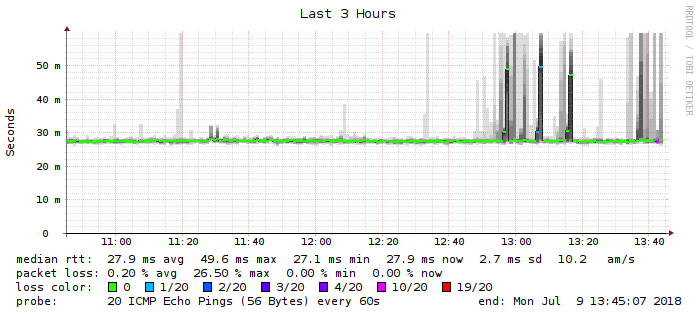 Last 3 Hours
RRDTOOL / TOBI OETIKER
Seconds
50 m
40 m
30 m
20 m
10 m
0
11:00 11:20 11:40 12:00 12:20 12:40 13:00 13:20 13:40
median rtt: 27.9 ms avg 49.6 ms max 27.1 ms min 27.9 ms now 2.7 ms sd 10.2 am/s
packet loss: 0.20 % avg 26.50 % max 0.00 % min 0.00 % now
loss color: 0 1/20 2/20 3/20 4/20 10/20 19/20
probe: 20 ICMP Echo Pings (56 Bytes) every 60s end: Mon Jul 9 13:45:07 2018